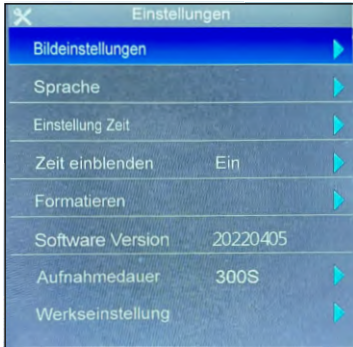 Einstellungen
Bildeinstellungen
Sprache
Einstellung Zeit
Zeit einblenden Ein
Formatieren
Software Version 20220405
Aufnahmedauer 300S
Werkseinstellung